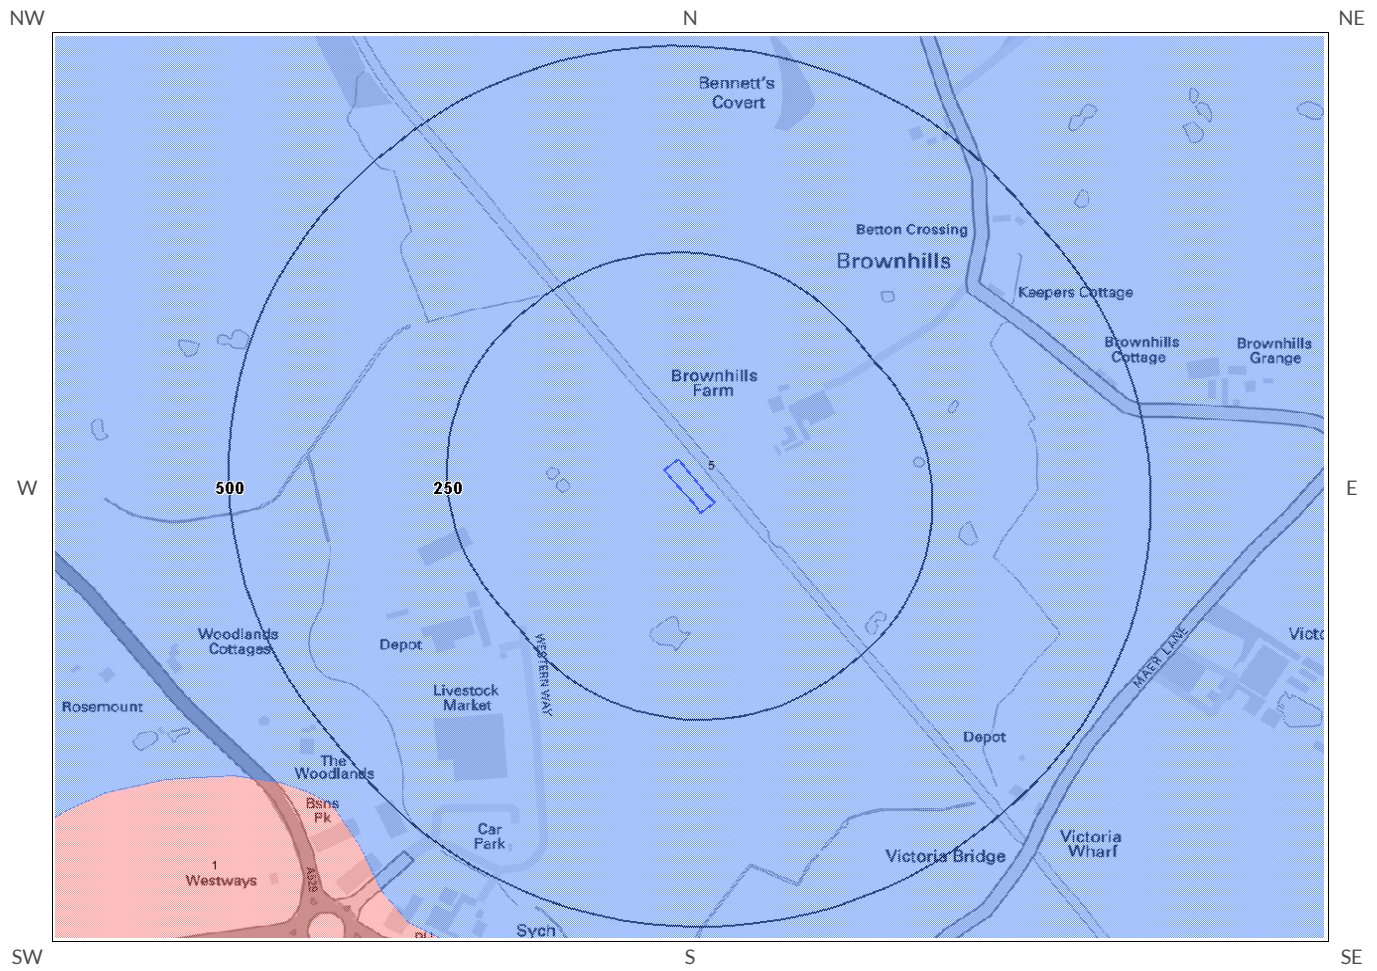 NW
N
NE
Bennett's
Covert
Betton Crossing
Brownhills
Keepers Cottage
Brownhills
Cottage
Brownhills
Grange
Brownhills
Farm
5
W
500
250
E
Woodlands
Cottages
Depot
WESTERN WAY
MAER LANE
Victo
Livestock
Market
Rosemount
Depot
The
Woodlands
Bsns
Pk
Car
Park
Victoria Bridge
Victoria
Wharf
1
Westways
A529
Sych
SW
S
SE